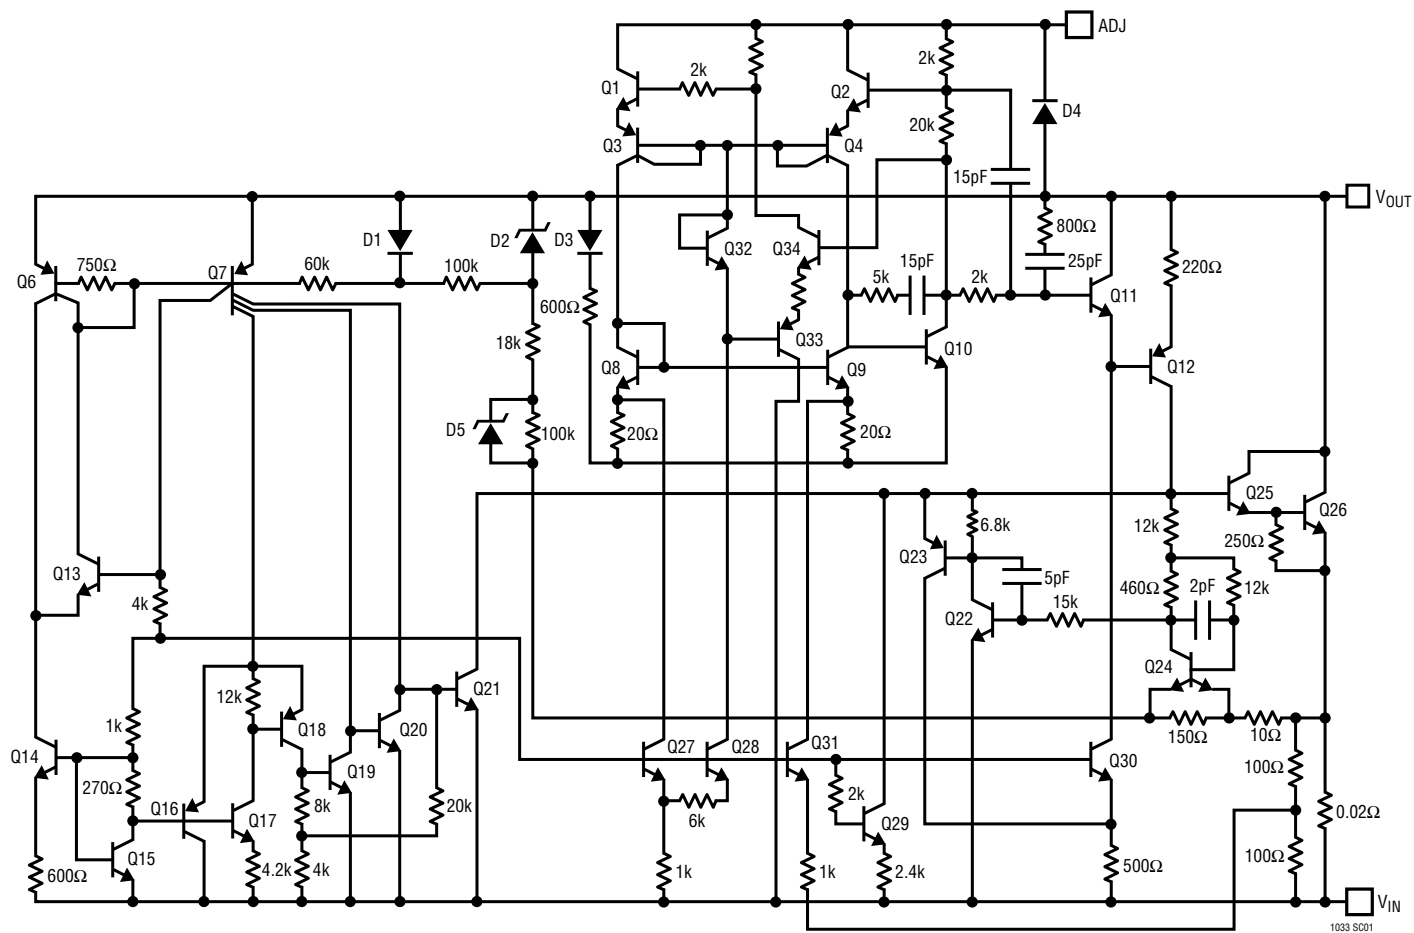 ADJ
2k
2k
Q1
Q2
20k
D4
Q3
Q4
15pF
VOUT
800Ω
D1
D2
D3
Q32
Q34
15pF
25pF
220Ω
Q6
750Ω
Q7
60k
100k
5k
2k
Q11
600Ω
18k
Q33
Q10
Q8
Q9
Q12
D5
100k
20Ω
20Ω
Q25
Q26
6.8k
12k
250Ω
Q23
Q13
5pF
460Ω
2pF
12k
4k
15k
Q22
Q24
Q21
12k
1k
Q18
Q20
150Ω
10Ω
Q14
Q27
Q28
Q31
Q30
270Ω
Q19
100Ω
Q16
8k
20k
2k
6k
Q17
Q29
0.02Ω
Q15
600Ω
4.2k
4k
1k
1k
2.4k
500Ω
100Ω
VIN
1033 SC01